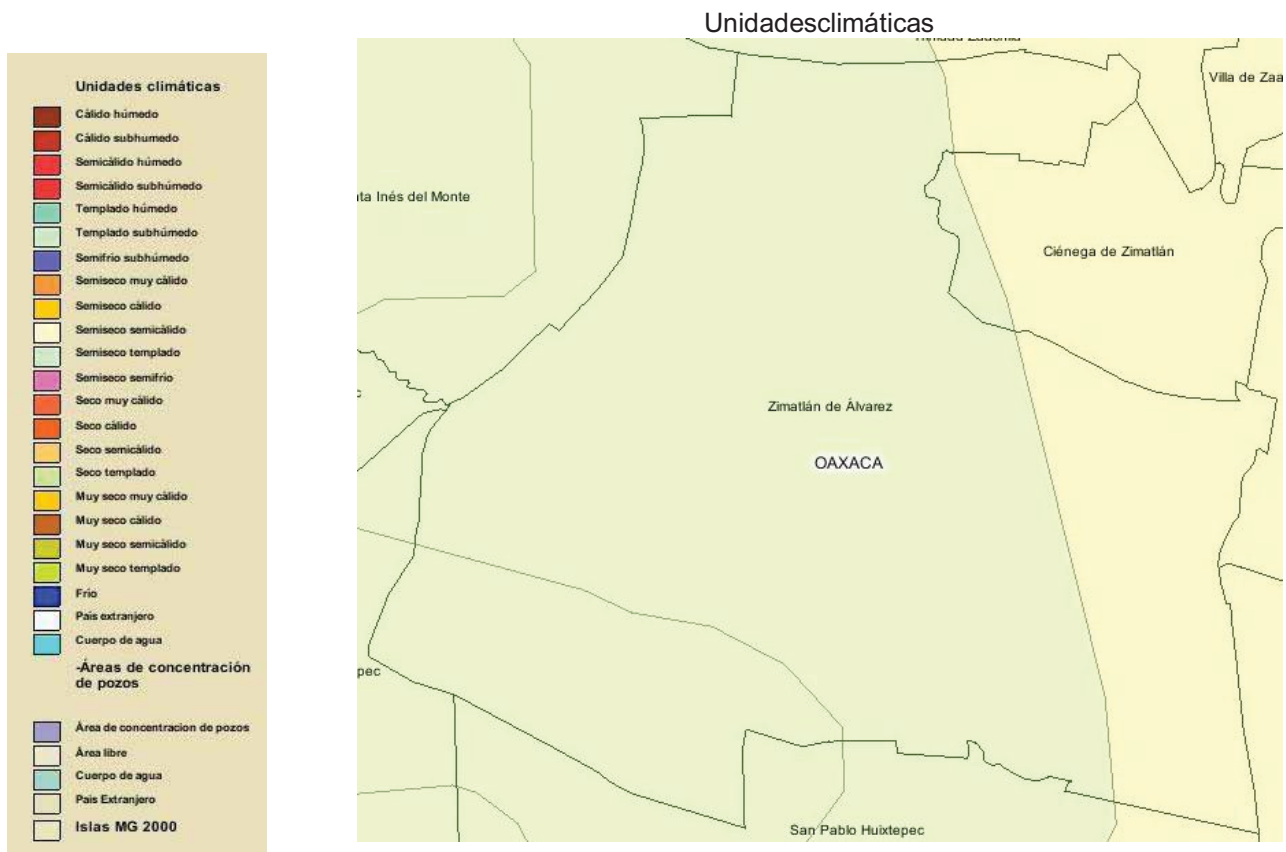 Unidadesclimáticas
Unidades climáticas
Cálido húmedo
Cálido subhumedo
Semicálido húmedo
Semicálido subhúmedo
Templado húmedo
Templado subhúmedo
Semifrío subhúmedo
Semiseco muy cálido
Semiseco cálido
Semiseco semicálido
Semiseco templado
Semiseco semifrío
Seco muy cálido
Seco cálido
Seco semicálido
Seco templado
Muy seco muy cálido
Muy seco cálido
Muy seco semicálido
Muy seco templado
Frío
País extranjero
Cuerpo de agua
-Áreas de concentración
de pozos
Área de concentracion de pozos
Área libre
Cuerpo de agua
Pais Extranjero
Islas MG 2000
Villa de Zaa
nta Inés del Monte
Ciénega de Zimatlán
Zimatlán de Álvarez
OAXACA
pec
San Pablo Huixtepec